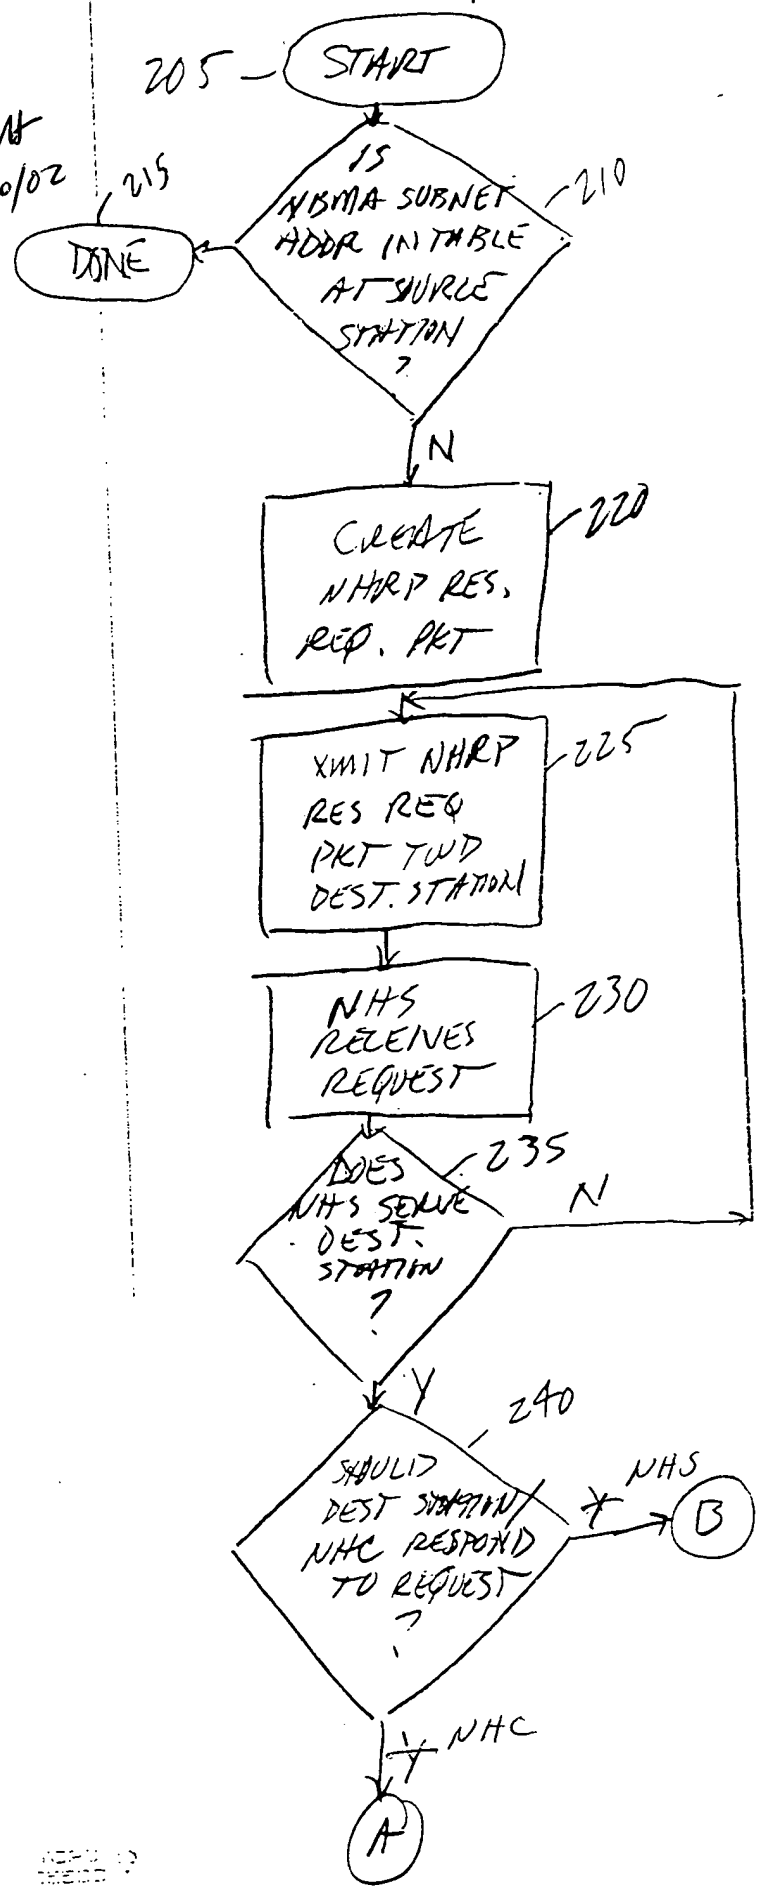 205
START
0/02
215
DONE
IS
NBMA SUBNET
ADDR IN TABLE
AT SOURCE
STATION
?
210
N
CREATE
NHRP RES.
REQ. PKT
220
XMIT NHRP
RES REQ
PKT TWD
DEST. STATION
225
NHS
RECEIVES
REQUEST
230
DOES
NHS SERVE
DEST.
STATION
?
235
N
Y
240
SHOULD
DEST STATION/
NHC RESPOND
TO REQUEST
?
Y NHS
B
Y NHC
A